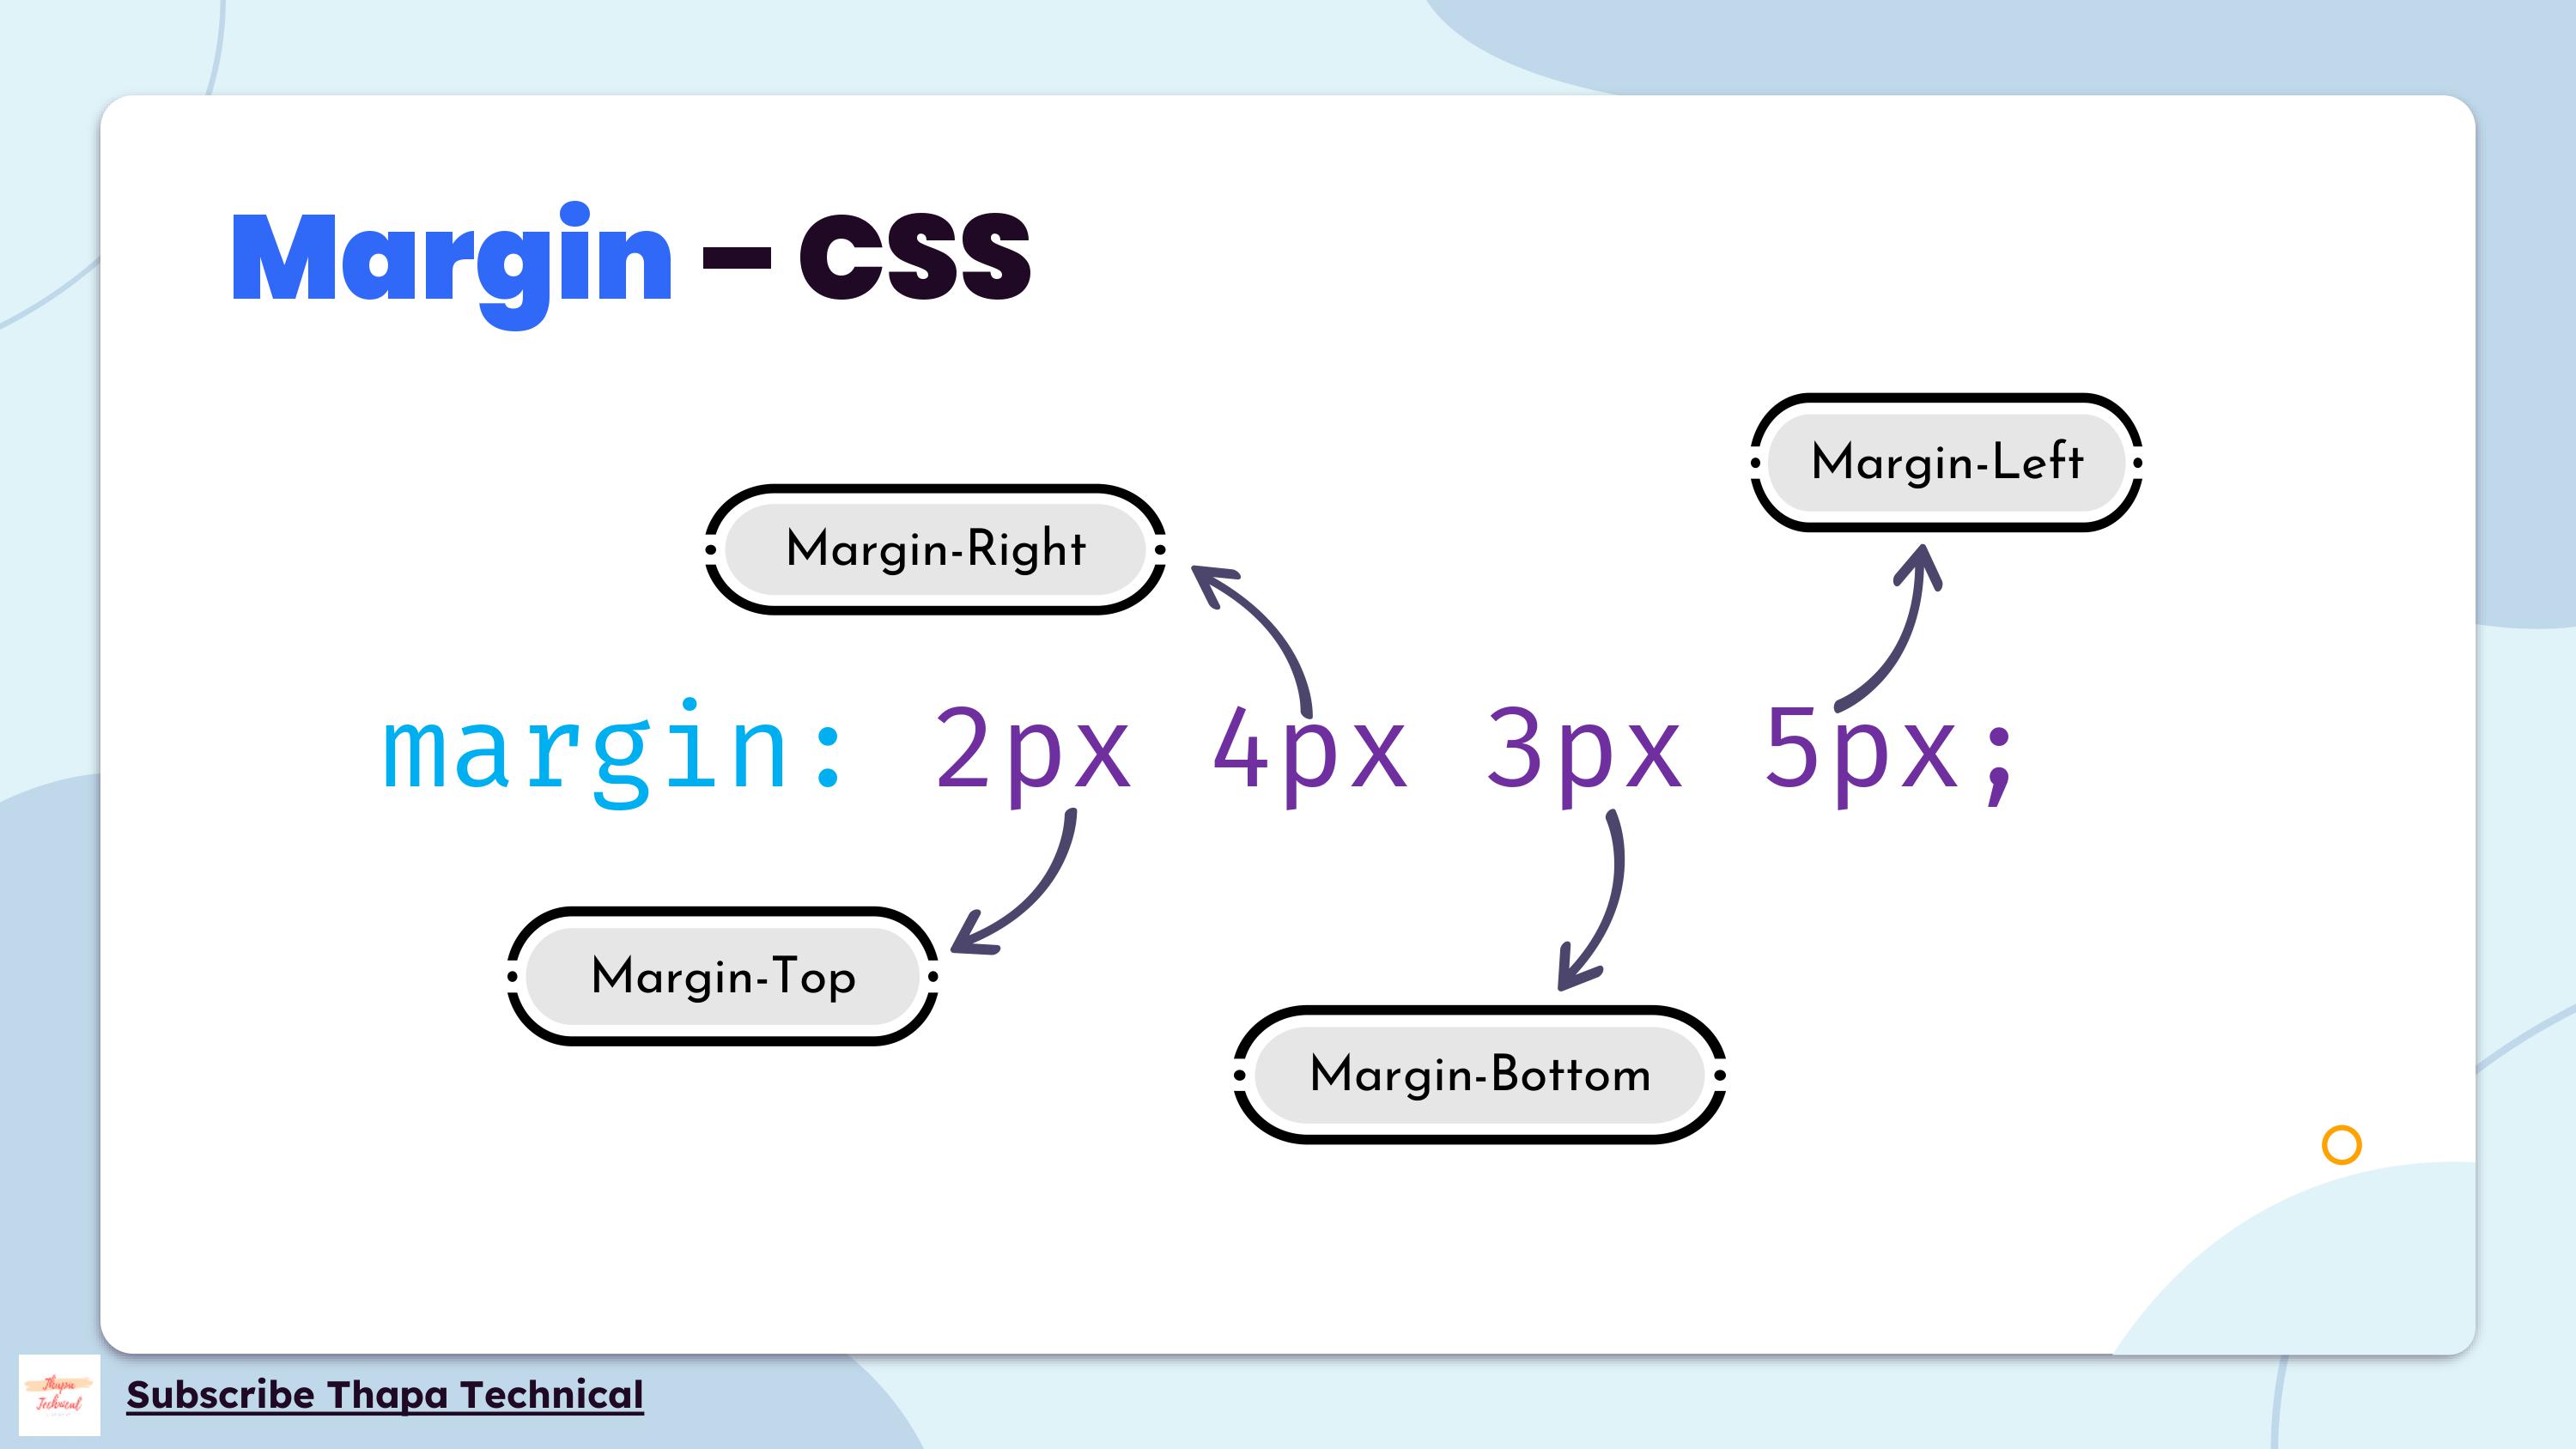 Margin - CSS
Margin-Left
Margin-Right
margin: 2px 4px 3px 5px;
Margin-Top
Margin-Bottom
Thapa
Technical
Subscribe Thapa Technical